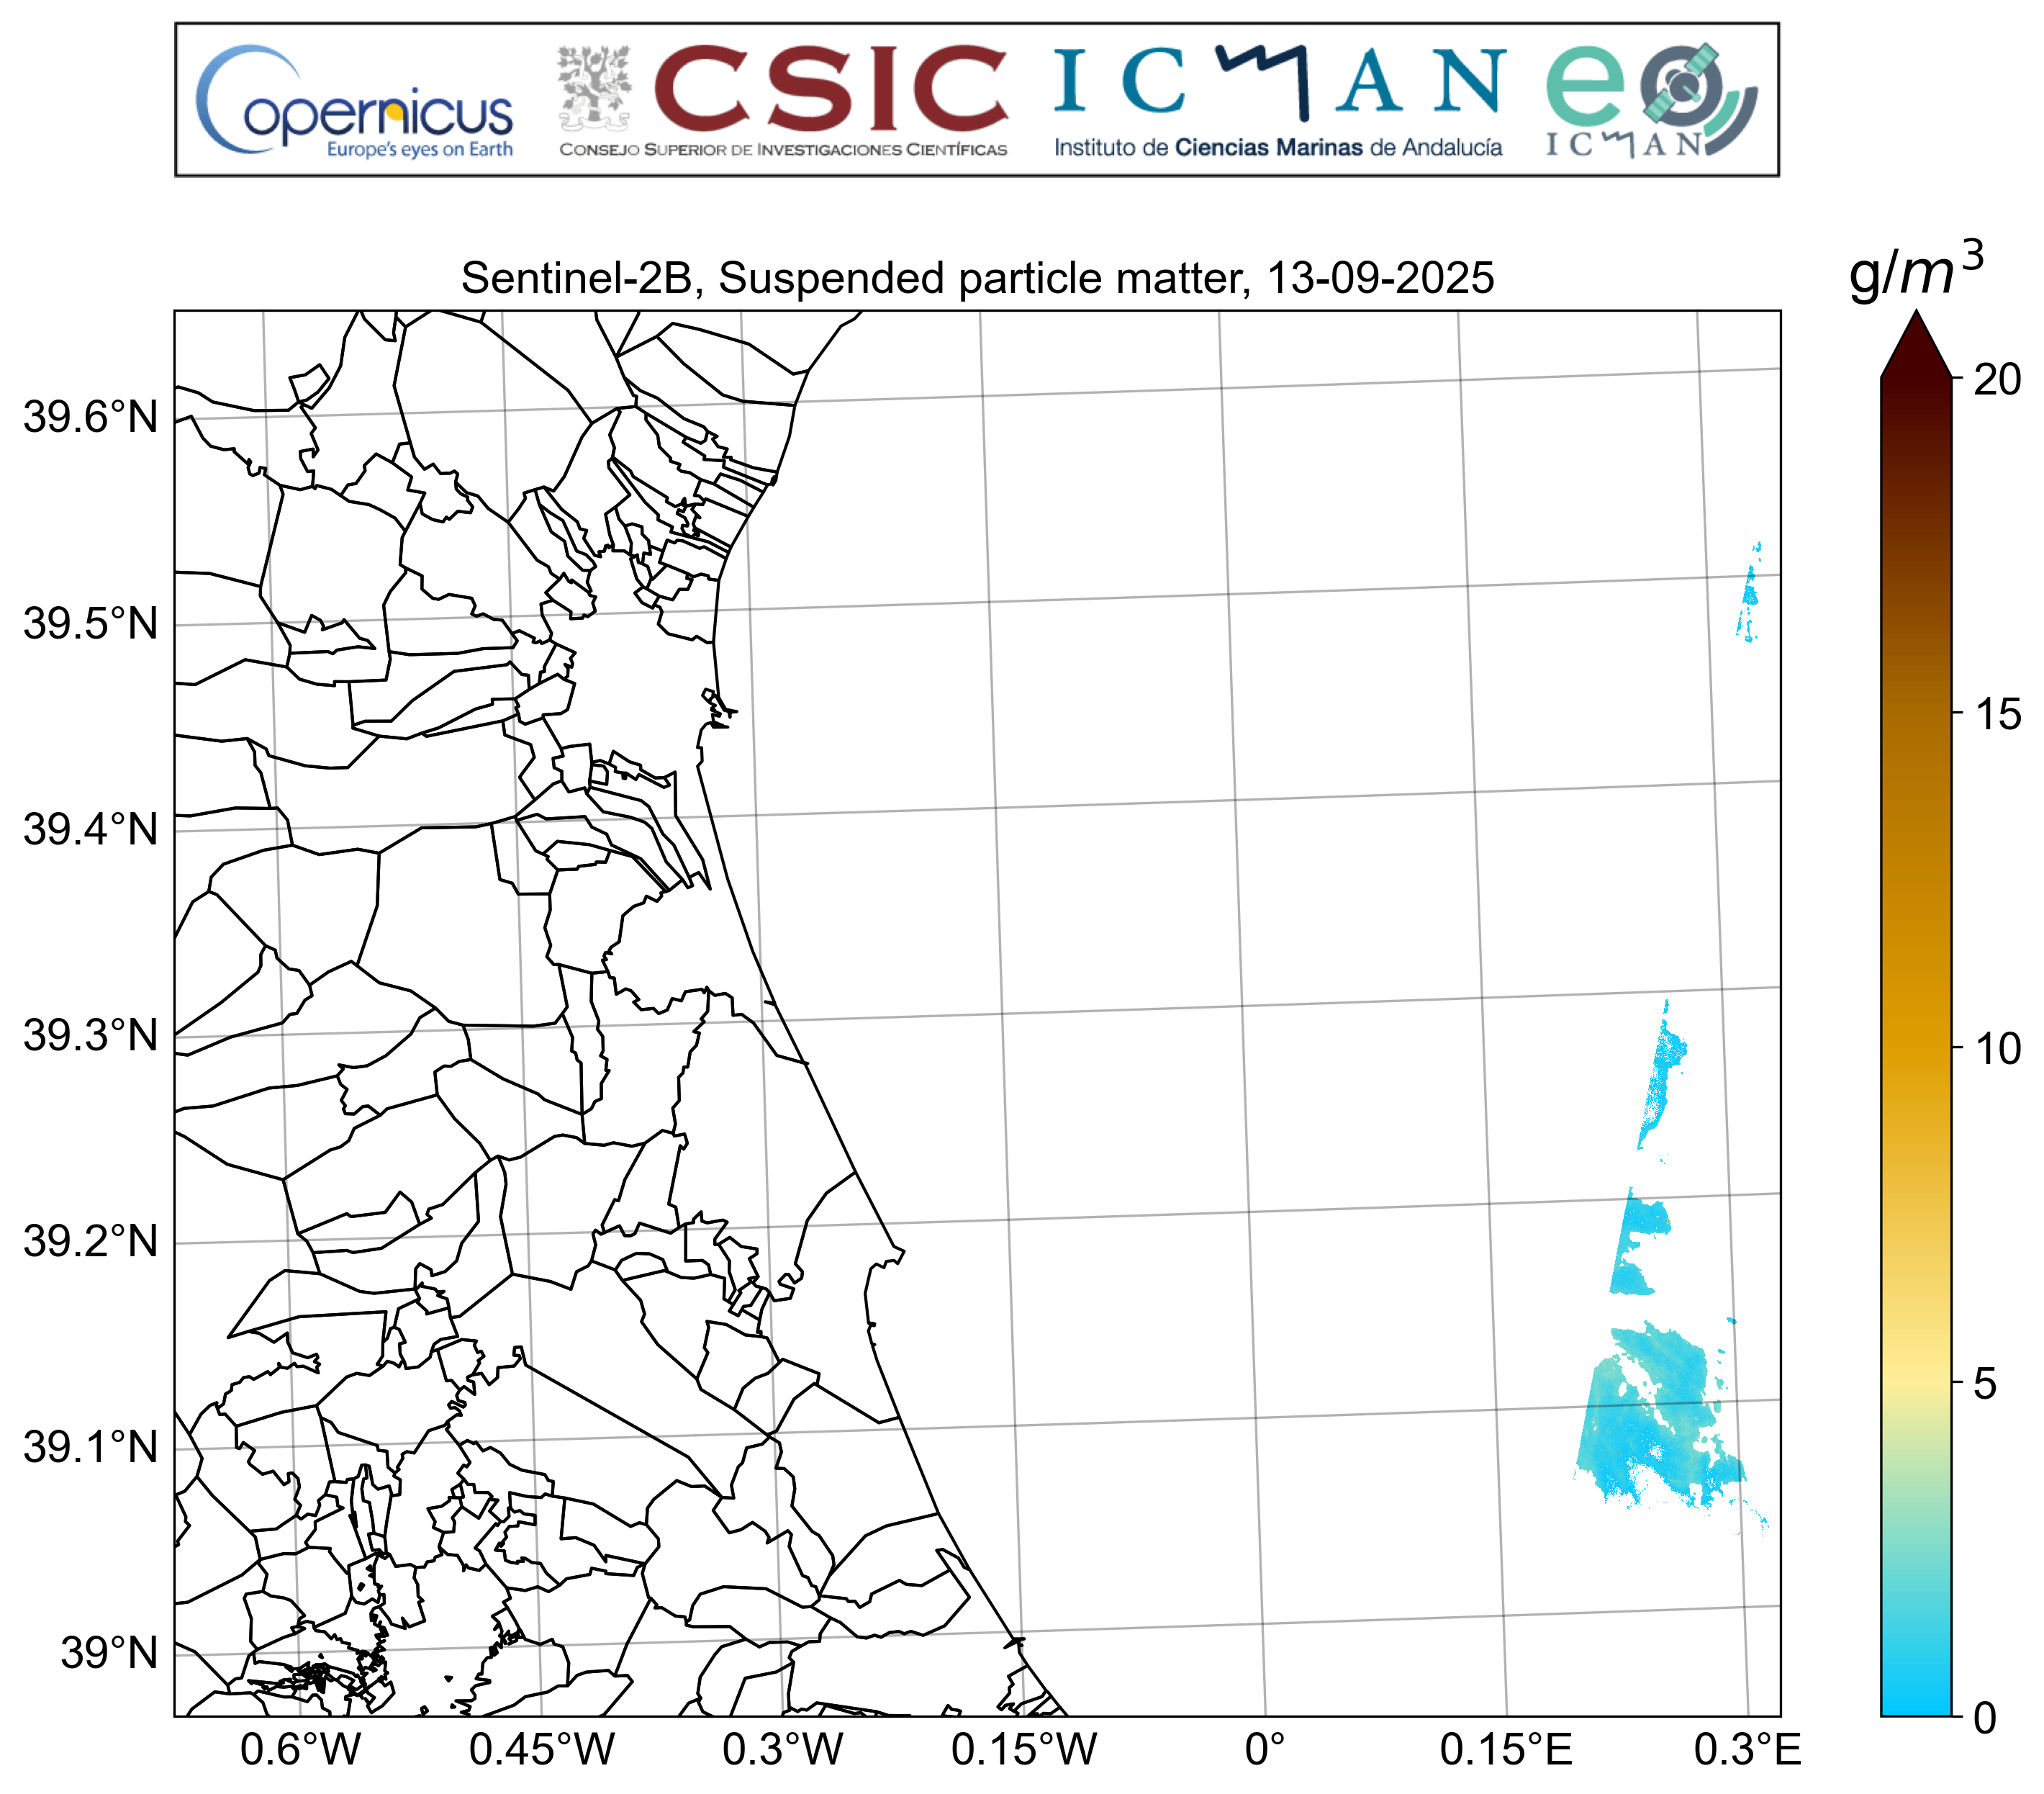 Copernicus
Europe's eyes on Earth
CSIC
CONSEJO SUPERIOR DE INVESTIGACIONES CIENTÍFICAS
ICMAN
Instituto de Ciencias Marinas de Andalucía
eo
ICMAN
Sentinel-2B, Suspended particle matter, 13-09-2025
g/m³
39.6°N
39.5°N
39.4°N
39.3°N
39.2°N
39.1°N
39°N
0.6°W
0.45°W
0.3°W
0.15°W
0°
0.15°E
0.3°E
20
15
10
5
0